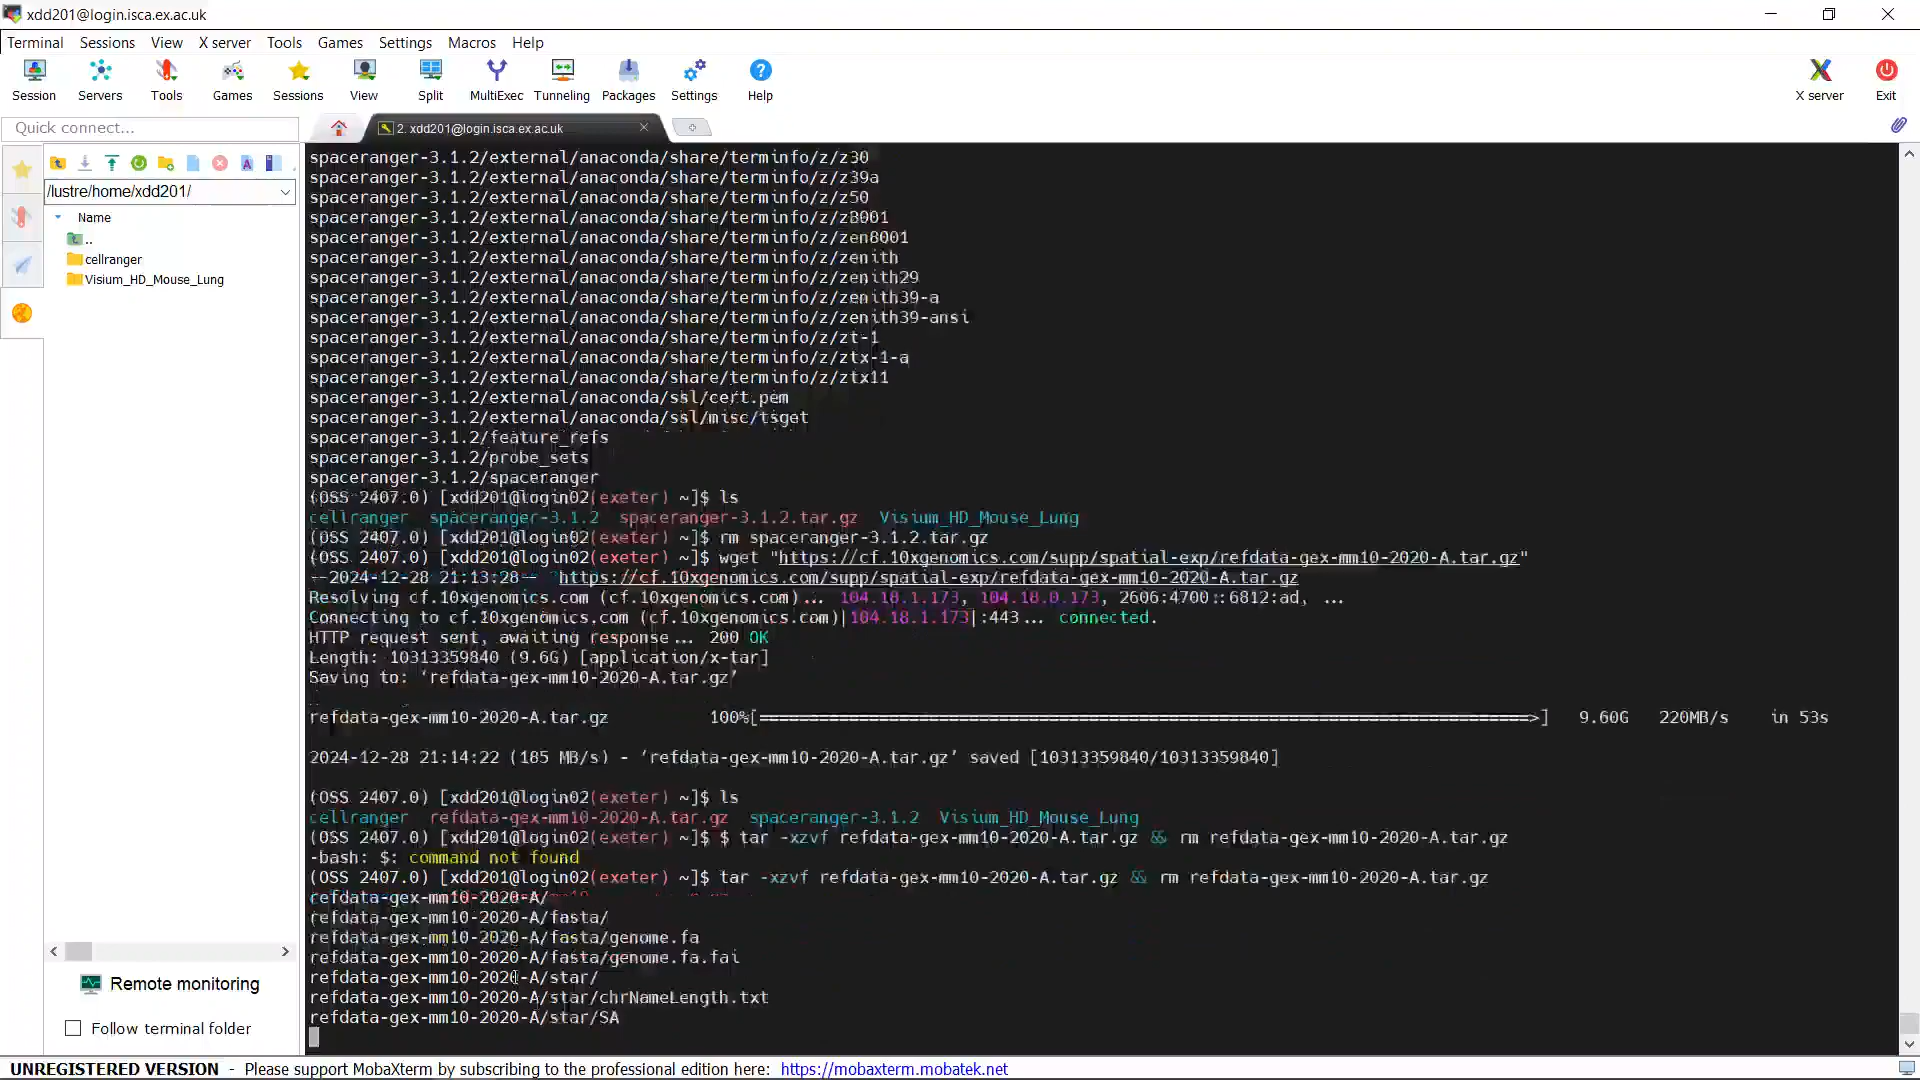 xdd201@login.isca.ex.ac.uk
Terminal Sessions View X server Tools Games Settings Macros Help
Session Servers Tools Games Sessions View Split MultiExec Tunneling Packages Settings Help X server Exit
Quick connect...
2. xdd201@login.isca.ex.ac.uk
/lustre/home/xdd201/
Name
..
cellranger
Visium_HD_Mouse_Lung
Remote monitoring
Follow terminal folder
spaceranger-3.1.2/external/anaconda/share/terminfo/z/z30
spaceranger-3.1.2/external/anaconda/share/terminfo/z/z39a
spaceranger-3.1.2/external/anaconda/share/terminfo/z/z50
spaceranger-3.1.2/external/anaconda/share/terminfo/z/z8001
spaceranger-3.1.2/external/anaconda/share/terminfo/z/zen8001
spaceranger-3.1.2/external/anaconda/share/terminfo/z/zenith
spaceranger-3.1.2/external/anaconda/share/terminfo/z/zenith29
spaceranger-3.1.2/external/anaconda/share/terminfo/z/zenith39-a
spaceranger-3.1.2/external/anaconda/share/terminfo/z/zenith39-ansi
spaceranger-3.1.2/external/anaconda/share/terminfo/z/zt-1
spaceranger-3.1.2/external/anaconda/share/terminfo/z/ztx-1-a
spaceranger-3.1.2/external/anaconda/share/terminfo/z/ztx11
spaceranger-3.1.2/external/anaconda/ssl/cert.pem
spaceranger-3.1.2/external/anaconda/ssl/misc/tsget
spaceranger-3.1.2/feature_refs
spaceranger-3.1.2/probe_sets
spaceranger-3.1.2/spaceranger
(OSS 2407.0) [xdd201@login02(exeter) ~]$ ls
cellranger spaceranger-3.1.2 spaceranger-3.1.2.tar.gz Visium_HD_Mouse_Lung
(OSS 2407.0) [xdd201@login02(exeter) ~]$ rm spaceranger-3.1.2.tar.gz
(OSS 2407.0) [xdd201@login02(exeter) ~]$ wget "https://cf.10xgenomics.com/supp/spatial-exp/refdata-gex-mm10-2020-A.tar.gz"
--2024-12-28 21:13:28-- https://cf.10xgenomics.com/supp/spatial-exp/refdata-gex-mm10-2020-A.tar.gz
Resolving cf.10xgenomics.com (cf.10xgenomics.com)... 104.18.1.173, 104.18.0.173, 2606:4700::6812:ad, ...
Connecting to cf.10xgenomics.com (cf.10xgenomics.com)|104.18.1.173|:443... connected.
HTTP request sent, awaiting response... 200 OK
Length: 10313359840 (9.6G) [application/x-tar]
Saving to: ‘refdata-gex-mm10-2020-A.tar.gz’
refdata-gex-mm10-2020-A.tar.gz 100%[=============================================================================>] 9.60G 220MB/s in 53s
2024-12-28 21:14:22 (185 MB/s) - ‘refdata-gex-mm10-2020-A.tar.gz’ saved [10313359840/10313359840]
(OSS 2407.0) [xdd201@login02(exeter) ~]$ ls
cellranger refdata-gex-mm10-2020-A.tar.gz spaceranger-3.1.2 Visium_HD_Mouse_Lung
(OSS 2407.0) [xdd201@login02(exeter) ~]$ $ tar -xzvf refdata-gex-mm10-2020-A.tar.gz && rm refdata-gex-mm10-2020-A.tar.gz
-bash: $: command not found
(OSS 2407.0) [xdd201@login02(exeter) ~]$ tar -xzvf refdata-gex-mm10-2020-A.tar.gz && rm refdata-gex-mm10-2020-A.tar.gz
refdata-gex-mm10-2020-A/
refdata-gex-mm10-2020-A/fasta/
refdata-gex-mm10-2020-A/fasta/genome.fa
refdata-gex-mm10-2020-A/fasta/genome.fa.fai
refdata-gex-mm10-2020-A/star/
refdata-gex-mm10-2020-A/star/chrNameLength.txt
refdata-gex-mm10-2020-A/star/SA
UNREGISTERED VERSION - Please support MobaXterm by subscribing to the professional edition here: https://mobaxterm.mobatek.net